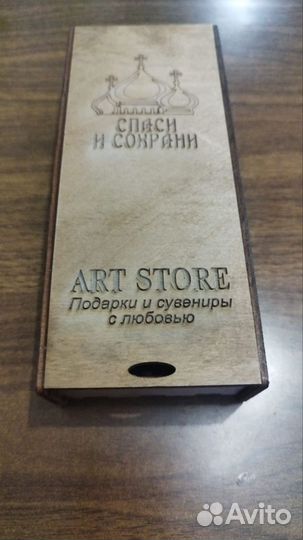 СПАСИ
И СОХРАНИ
ART STORE
Подарки и сувениры
с любовью
Avito